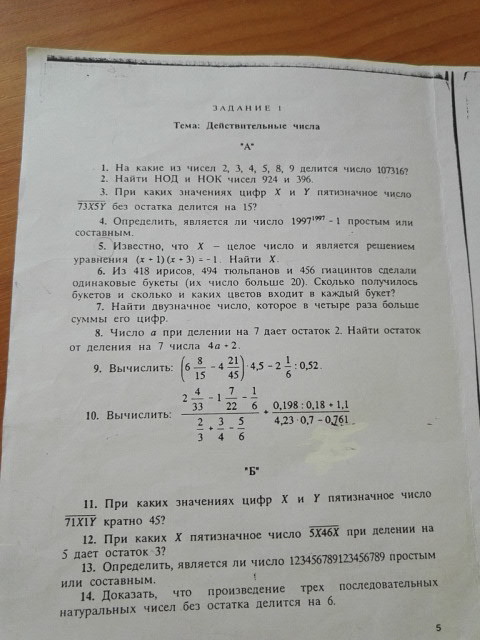 ЗАДАНИЕ 1
Тема: Действительные числа
"А"
1. На какие из чисел 2, 3, 4, 5, 8, 9 делится число 107316?
2. Найти НОД и НОК чисел 924 и 396.
3. При каких значениях цифр X и Y пятизначное число
73X5Y без остатка делится на 15?
4. Определить, является ли число 1997^1997 - 1 простым или
составным.
5. Известно, что X - целое число и является решением
уравнения (x + 1)(x + 3) = - 1. Найти X.
6. Из 418 ирисов, 494 тюльпанов и 456 гиацинтов сделали
одинаковые букеты (их число больше 20). Сколько получилось
букетов и сколько и каких цветов входит в каждый букет?
7. Найти двузначное число, которое в четыре раза больше
суммы его цифр.
8. Число a при делении на 7 дает остаток 2. Найти остаток
от деления на 7 числа 4a + 2.
9. Вычислить: (6 8/15 - 4 21/45) · 4,5 - 2 1/6 : 0,52.
10. Вычислить: (2 4/33 - 1 7/22 - 1/6)/(2/3 + 3/4 - 5/6) + (0,198 : 0,18 + 1,1)/(4,23 · 0,7 - 0,761)
"Б"
11. При каких значениях цифр X и Y пятизначное число
71X1Y кратно 45?
12. При каких X пятизначное число 5X46X при делении на
5 дает остаток 3?
13. Определить, является ли число 123456789123456789 простым
или составным.
14. Доказать, что произведение трех последовательных
натуральных чисел без остатка делится на 6.
5